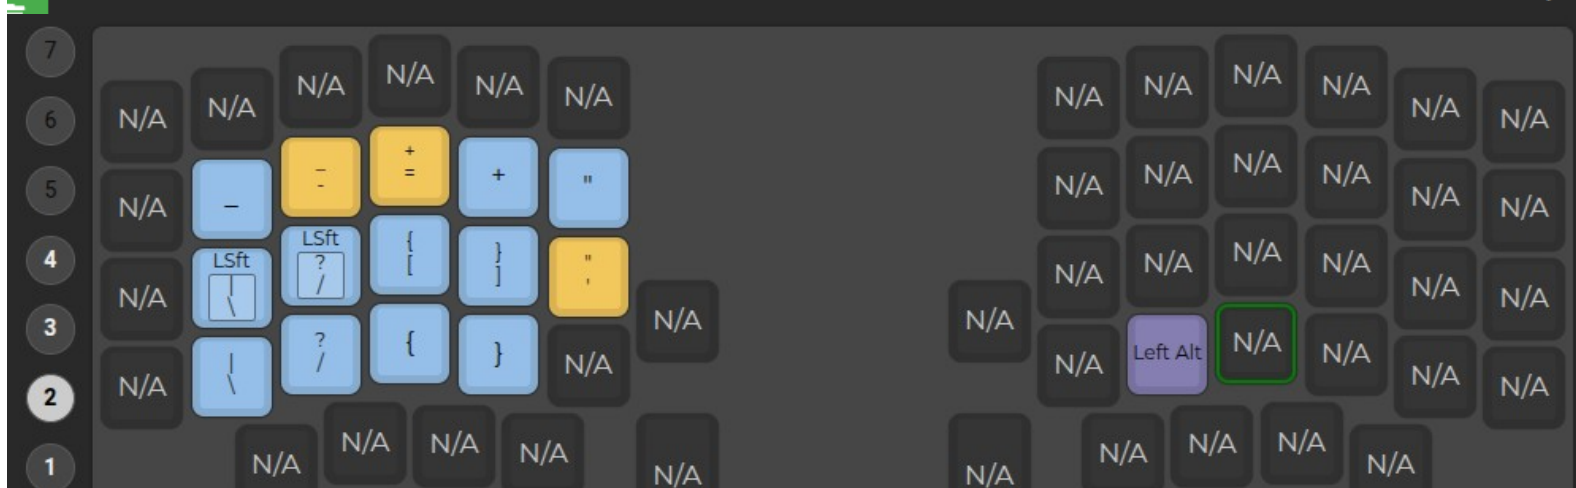 7
N/A N/A N/A N/A N/A N/A N/A N/A N/A N/A N/A N/A
6
N/A _ _ - + = + " N/A N/A N/A N/A N/A N/A
5
N/A LSft | \ LSft ? / { [ } ] " ' N/A N/A N/A N/A N/A N/A
4
N/A N/A
3
N/A | \ ? / { } N/A N/A Left Alt N/A N/A N/A N/A
2
N/A N/A N/A N/A N/A N/A N/A N/A N/A N/A
1